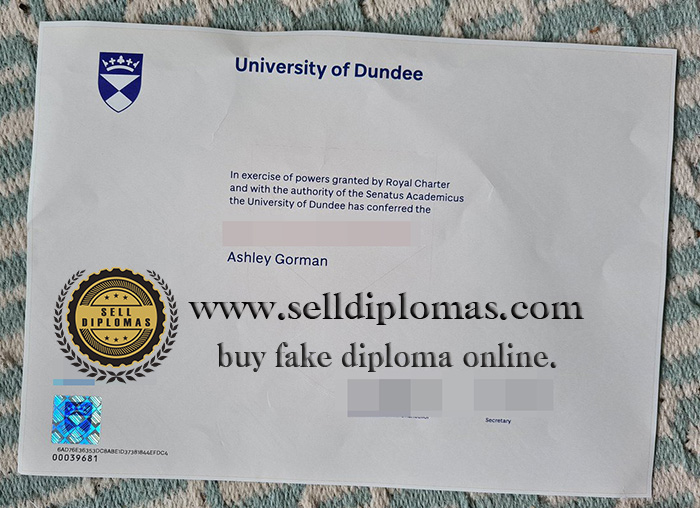 University of Dundee
In exercise of powers granted by Royal Charter
and with the authority of the Senatus Academicus
the University of Dundee has conferred the
Ashley Gorman
SELL
DIPLOMAS
www.selldiplomas.com
buy fake diploma online.
Secretary
00039681